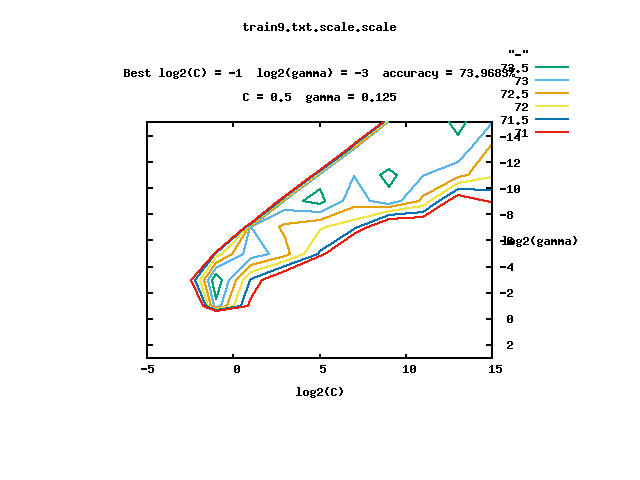 train9.txt.scale.scale
"-"
Best log2(C) = -1 log2(gamma) = -3 accuracy = 73.9683%
73.5
73
72.5
C = 0.5 gamma = 0.125
72
71.5
71
-14
-12
-10
-8
-6
log2(gamma)
-4
-2
0
2
-5 0 5 10 15
log2(C)